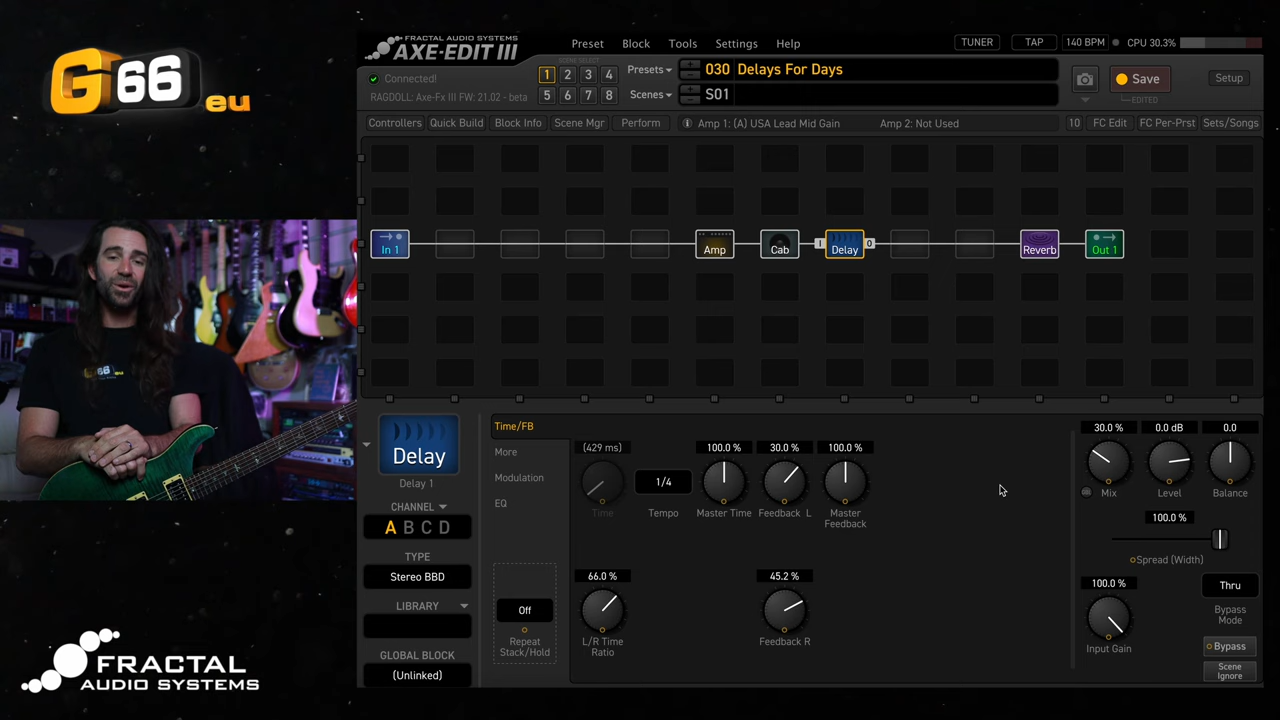 G66
.eu
FRACTAL AUDIO SYSTEMS
AXE-EDIT III
Preset Block Tools Settings Help
TUNER TAP 140 BPM CPU 30.3%
Connected!
RAGDOLL: Axe-Fx III FW: 21.02 - beta
SCENE SELECT
1 2 3 4
5 6 7 8
Presets 030 Delays For Days
Scenes S01
Save
EDITED
Setup
Controllers Quick Build Block Info Scene Mgr Perform
Amp 1: (A) USA Lead Mid Gain Amp 2: Not Used
10 FC Edit FC Per-Prst Sets/Songs
In 1 Amp Cab I Delay O Reverb Out 1
Delay
Delay 1
CHANNEL
A B C D
TYPE
Stereo BBD
LIBRARY
GLOBAL BLOCK
(Unlinked)
Time/FB
More
Modulation
EQ
Off
Repeat
Stack/Hold
(429 ms) 100.0 % 30.0 % 100.0 %
1/4
Time Tempo Master Time Feedback L Master
Feedback
66.0 % 45.2 %
L/R Time
Ratio
Feedback R
30.0 % 0.0 dB 0.0
Mix Level Balance
100.0 %
Spread (Width)
100.0 %
Input Gain
Thru
Bypass
Mode
Bypass
Scene
Ignore
FRACTAL
AUDIO SYSTEMS